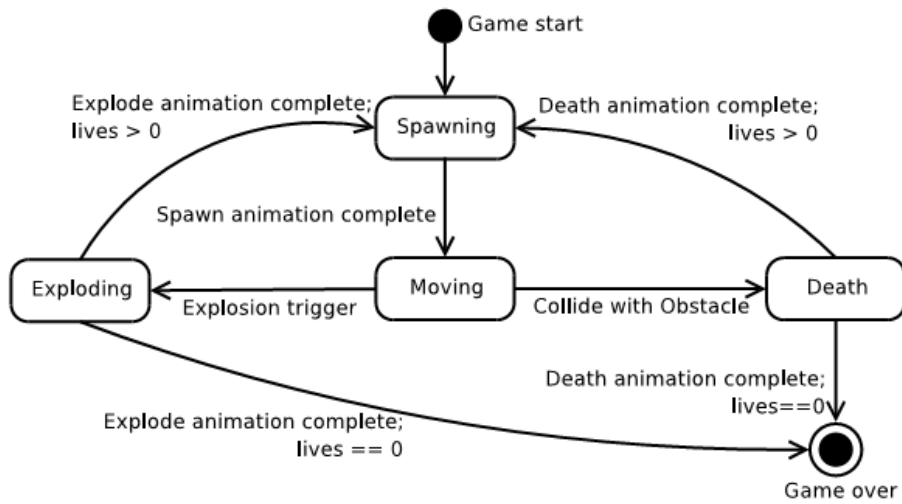 Game start
Explode animation complete;
lives > 0
Death animation complete;
lives > 0
Spawning
Spawn animation complete
Exploding
Moving
Death
Explosion trigger
Collide with Obstacle
Death animation complete;
lives==0
Explode animation complete;
lives == 0
Game over